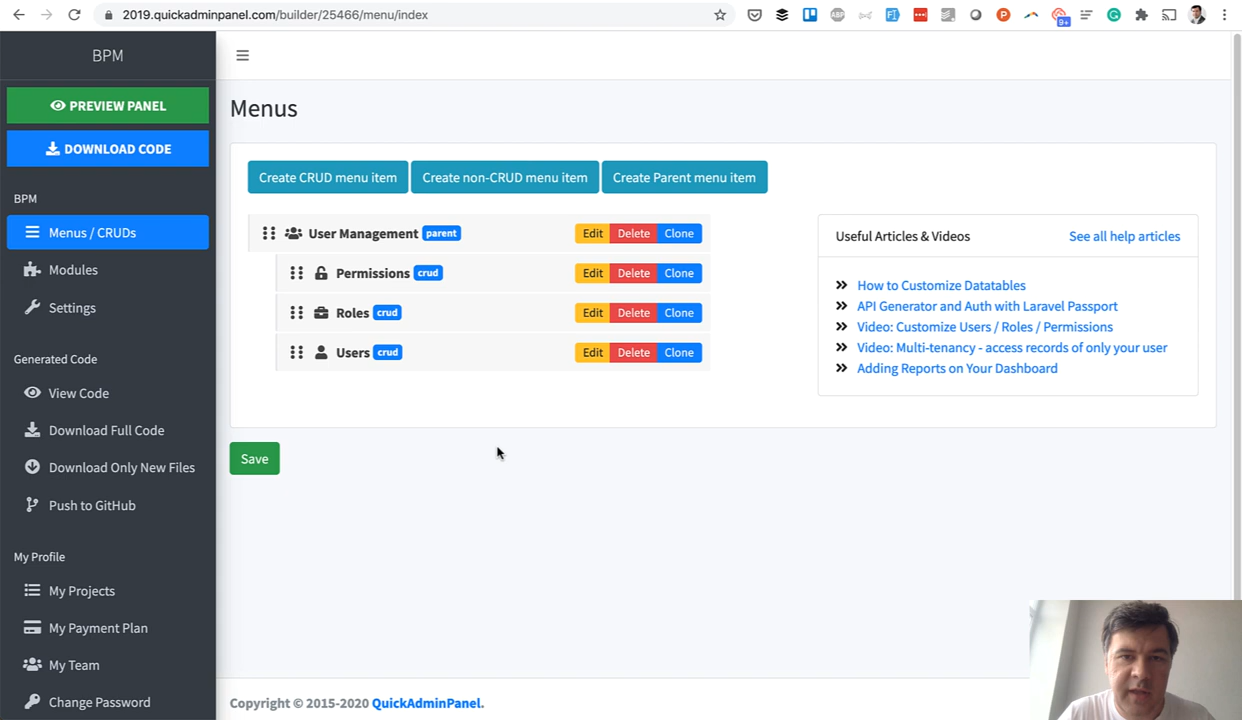 2019.quickadminpanel.com/builder/25466/menu/index
BPM
PREVIEW PANEL
DOWNLOAD CODE
BPM
Menus / CRUDs
Modules
Settings
Generated Code
View Code
Download Full Code
Download Only New Files
Push to GitHub
My Profile
My Projects
My Payment Plan
My Team
Change Password
Menus
Create CRUD menu item Create non-CRUD menu item Create Parent menu item
User Management parent Edit Delete Clone
Permissions crud Edit Delete Clone
Roles crud Edit Delete Clone
Users crud Edit Delete Clone
Useful Articles & Videos See all help articles
How to Customize Datatables
API Generator and Auth with Laravel Passport
Video: Customize Users / Roles / Permissions
Video: Multi-tenancy - access records of only your user
Adding Reports on Your Dashboard
Save
Copyright © 2015-2020 QuickAdminPanel.